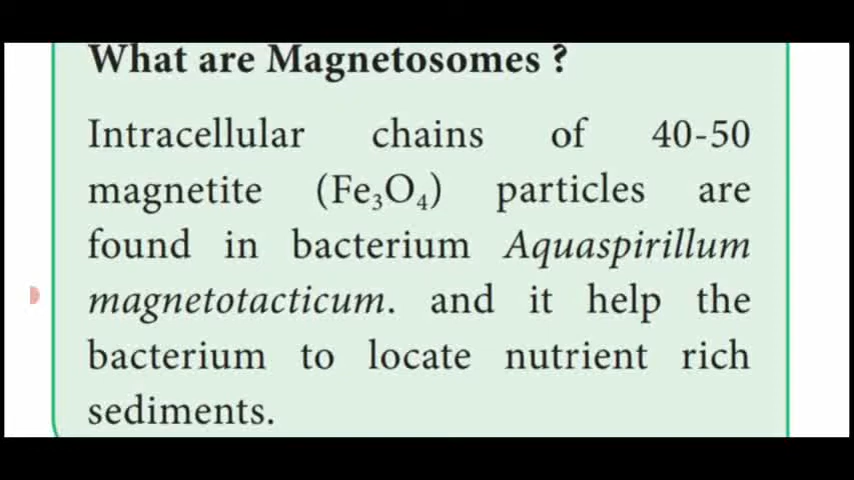 What are Magnetosomes ?
Intracellular chains of 40-50
magnetite (Fe₃O₄) particles are
found in bacterium Aquaspirillum
magnetotacticum. and it help the
bacterium to locate nutrient rich
sediments.